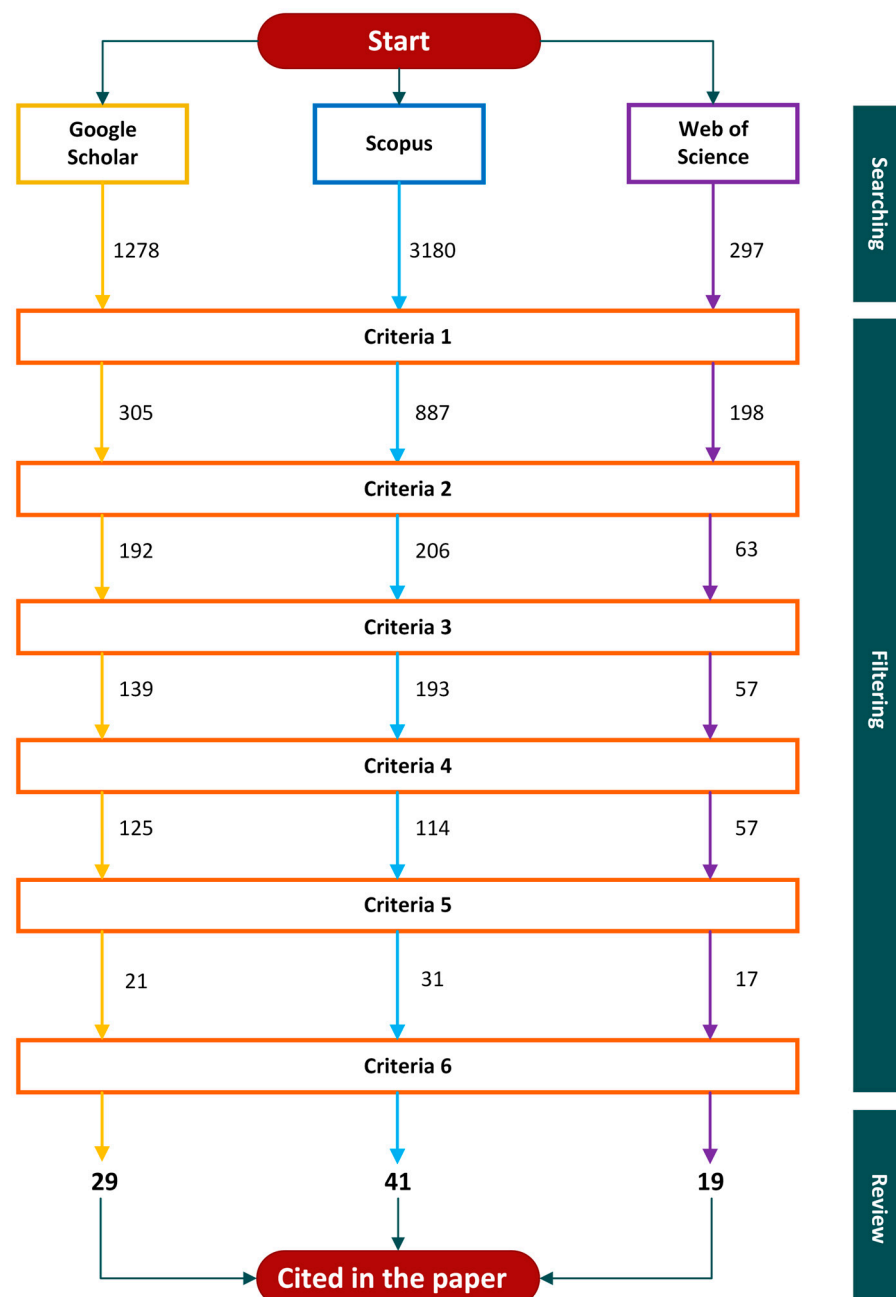 Start
Google
Scholar
Scopus
Web of
Science
Searching
1278
3180
297
Criteria 1
305
887
198
Criteria 2
192
206
63
Criteria 3
139
193
57
Filtering
Criteria 4
125
114
57
Criteria 5
21
31
17
Criteria 6
29
41
19
Review
Cited in the paper